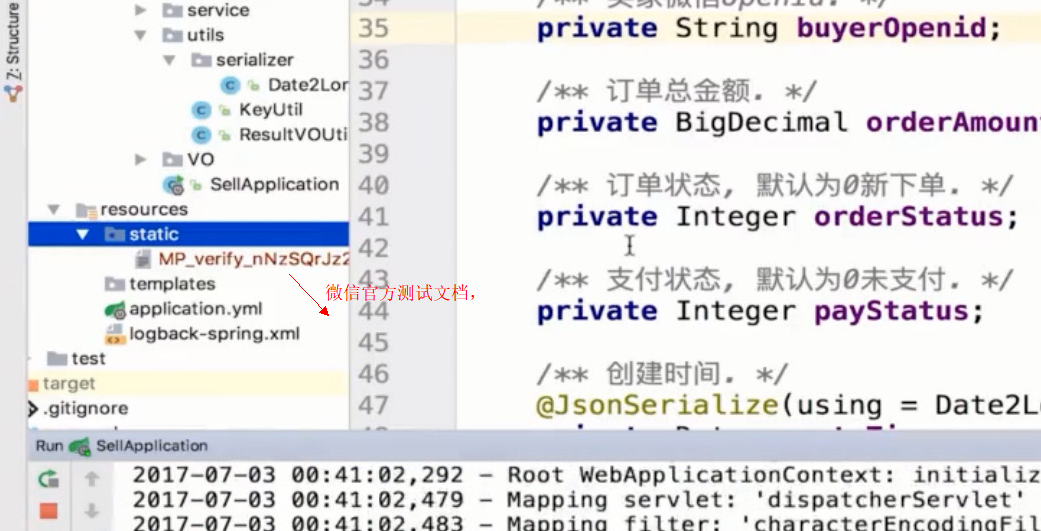 Z: Structure
service
utils
serializer
Date2Lor
KeyUtil
ResultVOUti
VO
SellApplication
resources
static
MP_verify_nNzSQrJz2
templates
application.yml
logback-spring.xml
test
target
.gitignore
微信官方测试文档，
35 private String buyerOpenid;
36
37 /** 订单总金额. */
38 private BigDecimal orderAmoun
39
40 /** 订单状态, 默认为0新下单. */
41 private Integer orderStatus;
42
43 /** 支付状态, 默认为0未支付. */
44 private Integer payStatus;
45
46 /** 创建时间. */
47 @JsonSerialize(using = Date2L
Run SellApplication
2017-07-03 00:41:02,292 - Root WebApplicationContext: initializ
2017-07-03 00:41:02,479 - Mapping servlet: 'dispatcherServlet'
2017-07-03 00:41:02,483 - Mapping filter: 'characterEncodingFil